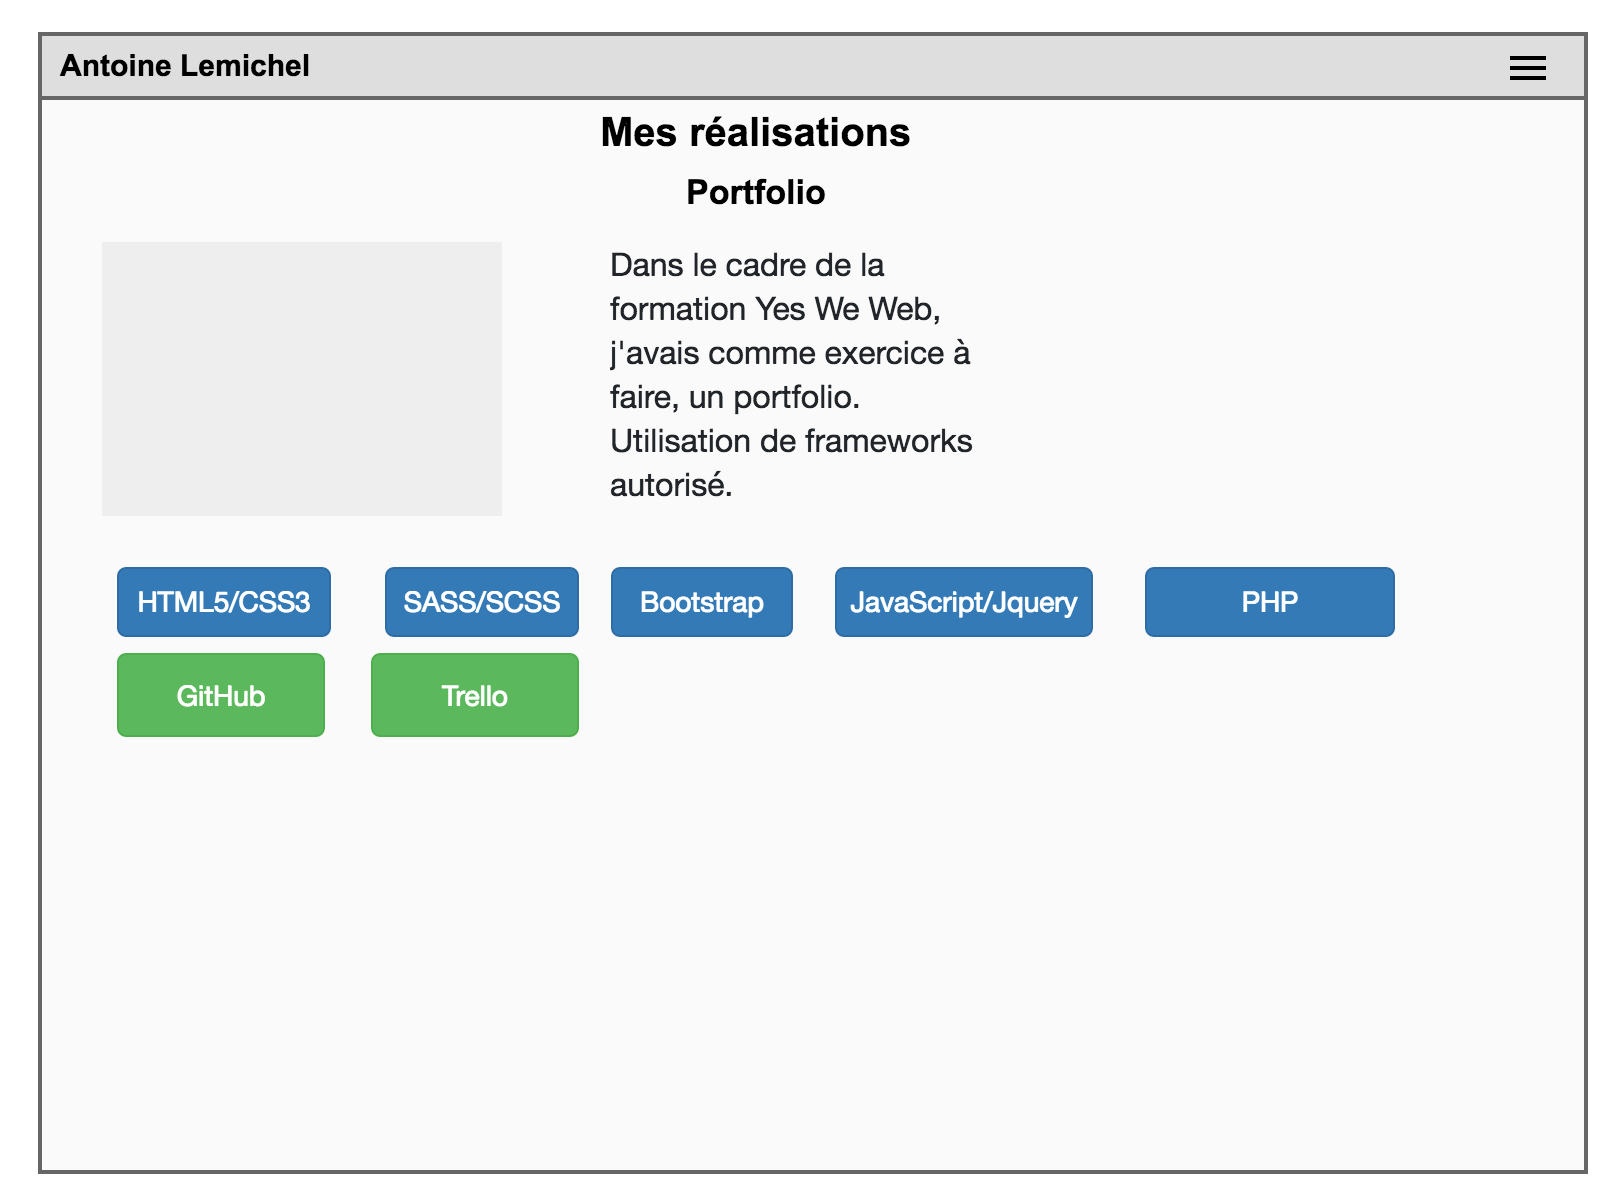 Antoine Lemichel
Mes réalisations
Portfolio
Dans le cadre de la
formation Yes We Web,
j'avais comme exercice à
faire, un portfolio.
Utilisation de frameworks
autorisé.
HTML5/CSS3 SASS/SCSS Bootstrap JavaScript/Jquery PHP
GitHub Trello